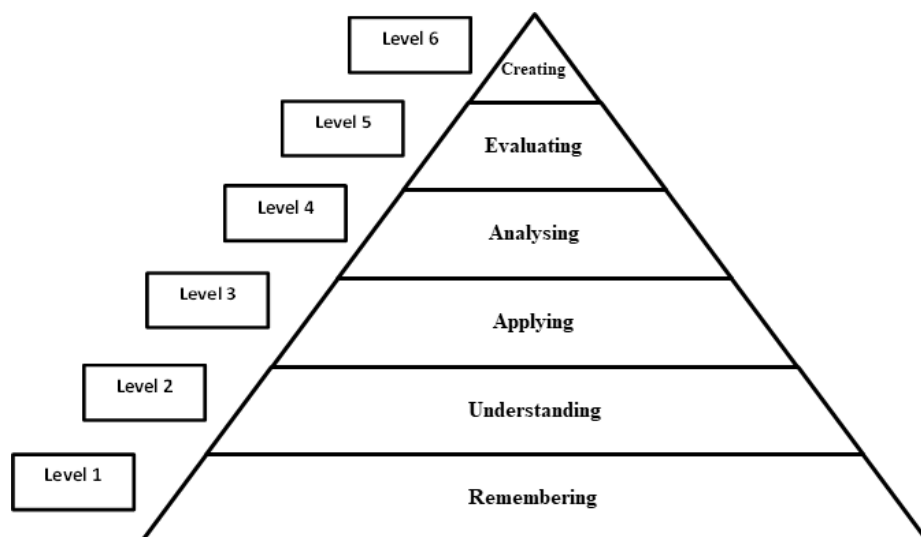 Level 6
Creating
Level 5
Evaluating
Level 4
Analysing
Level 3
Applying
Level 2
Understanding
Level 1
Remembering